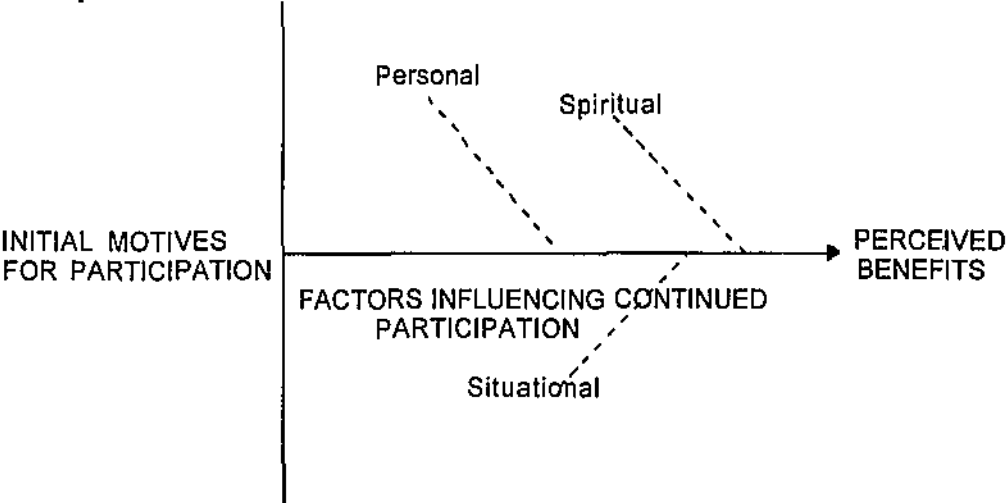 Personal
Spiritual
INITIAL MOTIVES
FOR PARTICIPATION
PERCEIVED
BENEFITS
FACTORS INFLUENCING CONTINUED
PARTICIPATION
Situational